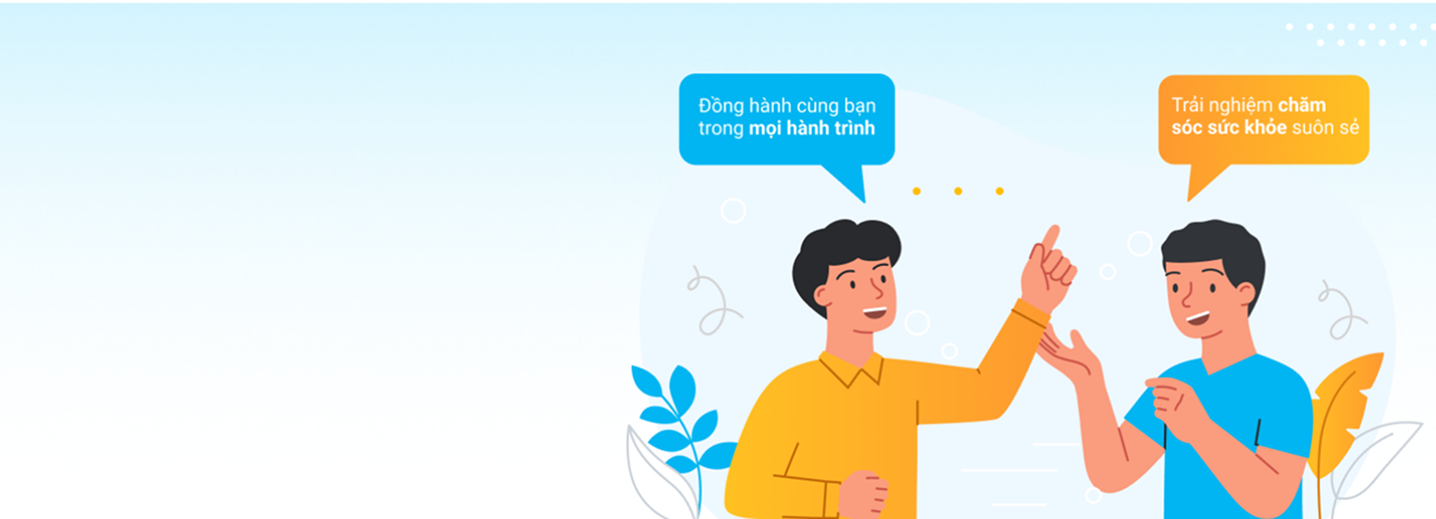 Đồng hành cùng bạn
trong mọi hành trình
Trải nghiệm chăm
sóc sức khỏe suôn sẻ